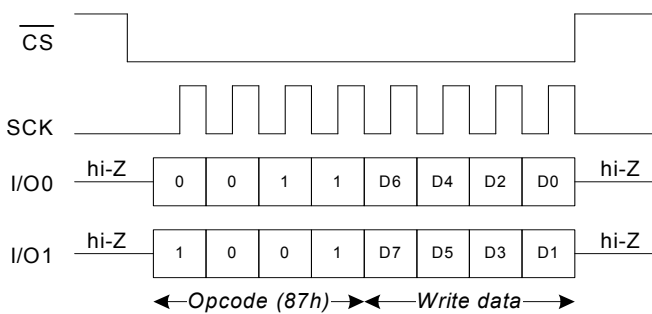 CS
SCK
I/O0 hi-Z 0 0 1 1 D6 D4 D2 D0 hi-Z
I/O1 hi-Z 1 0 0 1 D7 D5 D3 D1 hi-Z
Opcode (87h) Write data